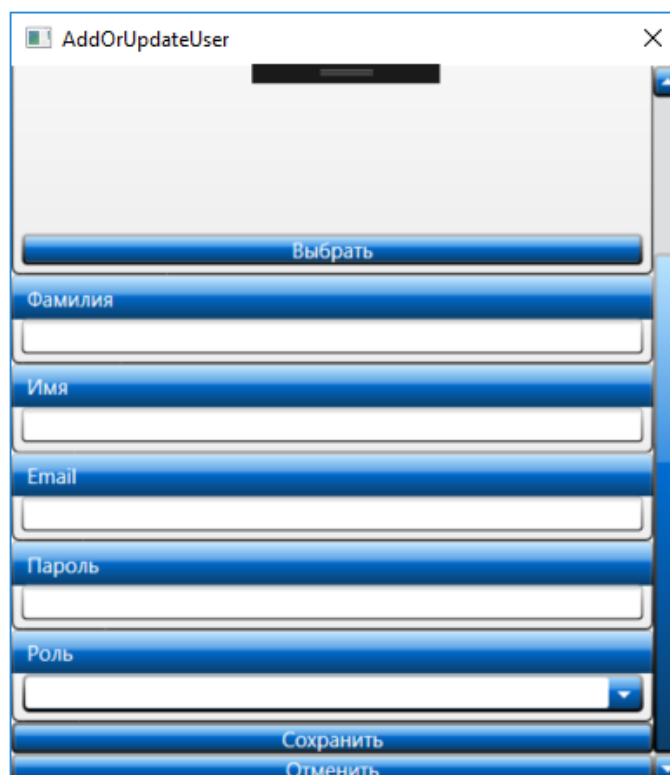 AddOrUpdateUser
Выбрать
Фамилия
Имя
Email
Пароль
Роль
Сохранить
Отменить